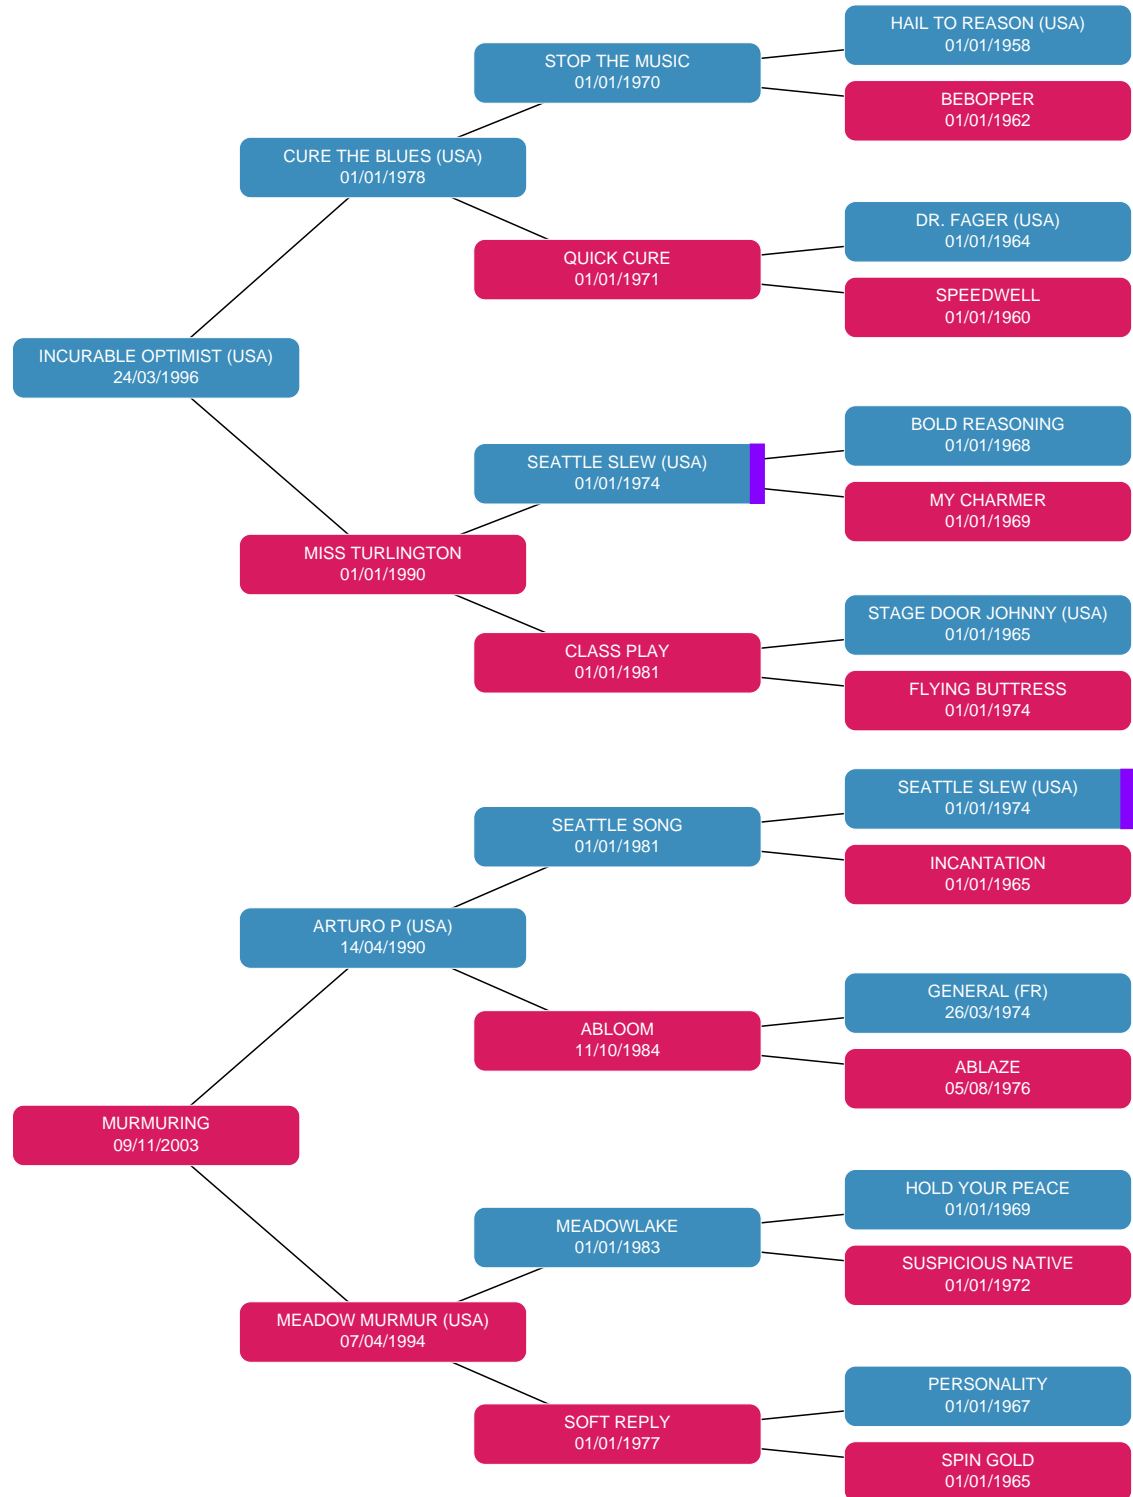 HAIL TO REASON (USA)
01/01/1958
STOP THE MUSIC
01/01/1970
BEBOPPER
01/01/1962
CURE THE BLUES (USA)
01/01/1978
DR. FAGER (USA)
01/01/1964
QUICK CURE
01/01/1971
SPEEDWELL
01/01/1960
INCURABLE OPTIMIST (USA)
24/03/1996
BOLD REASONING
01/01/1968
SEATTLE SLEW (USA)
01/01/1974
MY CHARMER
01/01/1969
MISS TURLINGTON
01/01/1990
STAGE DOOR JOHNNY (USA)
01/01/1965
CLASS PLAY
01/01/1981
FLYING BUTTRESS
01/01/1974
SEATTLE SLEW (USA)
01/01/1974
SEATTLE SONG
01/01/1981
INCANTATION
01/01/1965
ARTURO P (USA)
14/04/1990
GENERAL (FR)
26/03/1974
ABLOOM
11/10/1984
ABLAZE
05/08/1976
MURMURING
09/11/2003
HOLD YOUR PEACE
01/01/1969
MEADOWLAKE
01/01/1983
SUSPICIOUS NATIVE
01/01/1972
MEADOW MURMUR (USA)
07/04/1994
PERSONALITY
01/01/1967
SOFT REPLY
01/01/1977
SPIN GOLD
01/01/1965